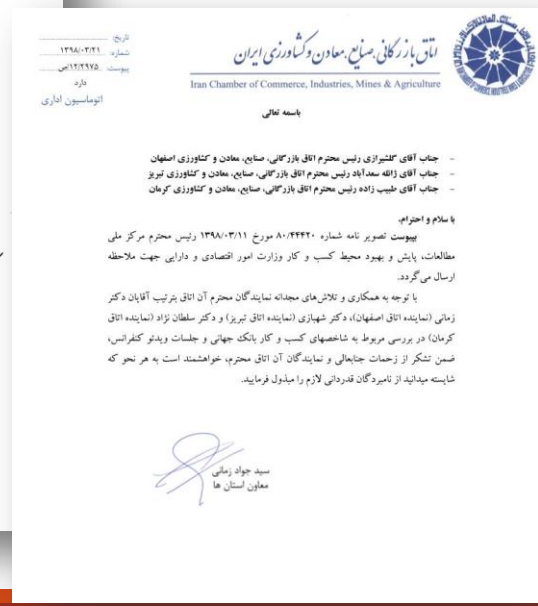 اتاق بازرگانی، صنایع، معادن و کشاورزی ایران
Iran Chamber of Commerce, Industries, Mines & Agriculture
تاریخ:
شماره: ۱۳۹۸/۰۳/۲۱
پیوست: ۱۲/۲۹۷۵/ص
دارد
اتوماسیون اداری
باسمه تعالی
- جناب آقای گلشیرازی رئیس محترم اتاق بازرگانی، صنایع، معادن و کشاورزی اصفهان
- جناب آقای ژائله سعدآباد رئیس محترم اتاق بازرگانی، صنایع، معادن و کشاورزی تبریز
- جناب آقای طبیب زاده رئیس محترم اتاق بازرگانی، صنایع، معادن و کشاورزی کرمان
با سلام و احترام،
بپیوست تصویر نامه شماره ۸۰/۴۴۴۲۰ مورخ ۱۳۹۸/۰۳/۱۱ رئیس محترم مرکز ملی
مطالعات، پایش و بهبود محیط کسب و کار وزارت امور اقتصادی و دارایی جهت ملاحظه
ارسال می گردد.
با توجه به همکاری و تلاش های مجدانه نمایندگان محترم آن اتاق بترتیب آقایان دکتر
زمانی (نماینده اتاق اصفهان)، دکتر شهبازی (نماینده اتاق تبریز) و دکتر سلطان نژاد (نماینده اتاق
کرمان) در بررسی مربوط به شاخصهای کسب و کار بانک جهانی و جلسات ویدئو کنفرانس،
ضمن تشکر از زحمات جنابعالی و نمایندگان آن اتاق محترم، خواهشمند است به هر نحو که
شایسته میدانید از نامبردگان قدردانی لازم را مبذول فرمایید.
سید جواد زمانی
معاون استان ها